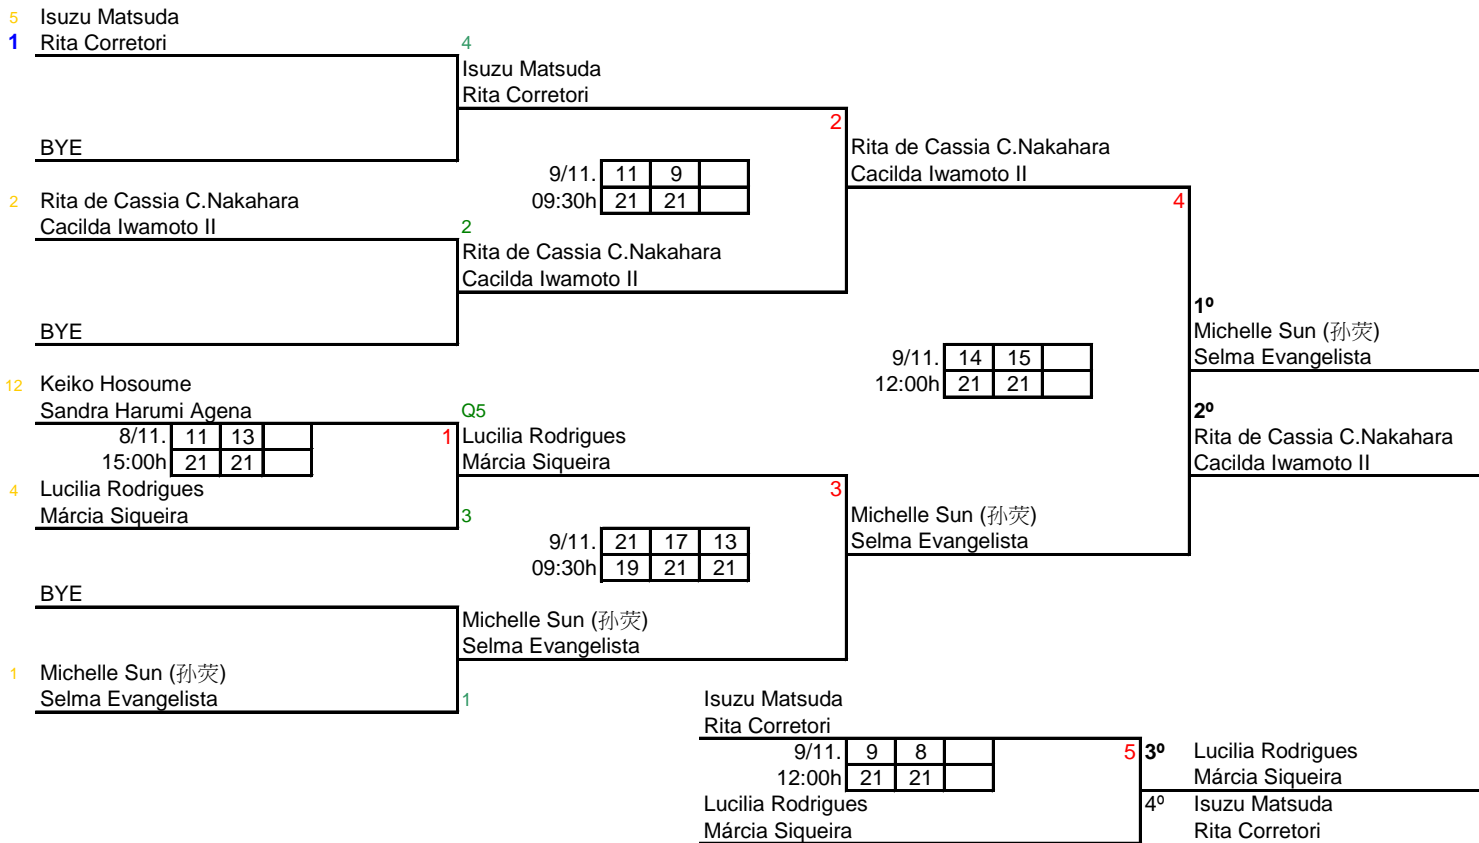 5 Isuzu Matsuda
1 Rita Corretori
4
Isuzu Matsuda
Rita Corretori
2
BYE
Rita de Cassia C.Nakahara
9/11. 11 9
Cacilda Iwamoto II
2 Rita de Cassia C.Nakahara
09:30h 21 21
4
Cacilda Iwamoto II
2
Rita de Cassia C.Nakahara
Cacilda Iwamoto II
1º
BYE
Michelle Sun (孙荧)
9/11. 14 15
Selma Evangelista
12 Keiko Hosoume
12:00h 21 21
Sandra Harumi Agena
Q5
2º
8/11. 11 13
1
Lucilia Rodrigues
Rita de Cassia C.Nakahara
15:00h 21 21
Márcia Siqueira
Cacilda Iwamoto II
4 Lucilia Rodrigues
3
Márcia Siqueira
3
Michelle Sun (孙荧)
9/11. 21 17 13
Selma Evangelista
09:30h 19 21 21
BYE
Michelle Sun (孙荧)
Selma Evangelista
1 Michelle Sun (孙荧)
Selma Evangelista
1
Isuzu Matsuda
Rita Corretori
9/11. 9 8
5
3º Lucilia Rodrigues
12:00h 21 21
Márcia Siqueira
Lucilia Rodrigues
4º Isuzu Matsuda
Márcia Siqueira
Rita Corretori